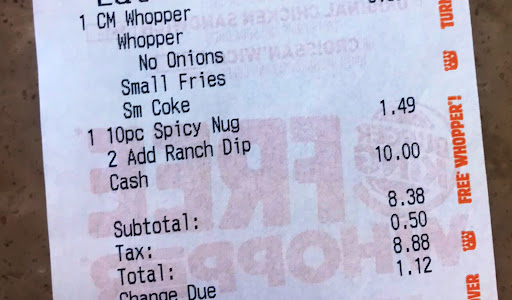 1 CM Whopper
Whopper
No Onions
Small Fries
Sm Coke
1 10pc Spicy Nug 1.49
2 Add Ranch Dip
Cash 10.00
Subtotal: 8.38
Tax: 0.50
Total: 8.88
Change Due 1.12
FREE WHOPPER®!